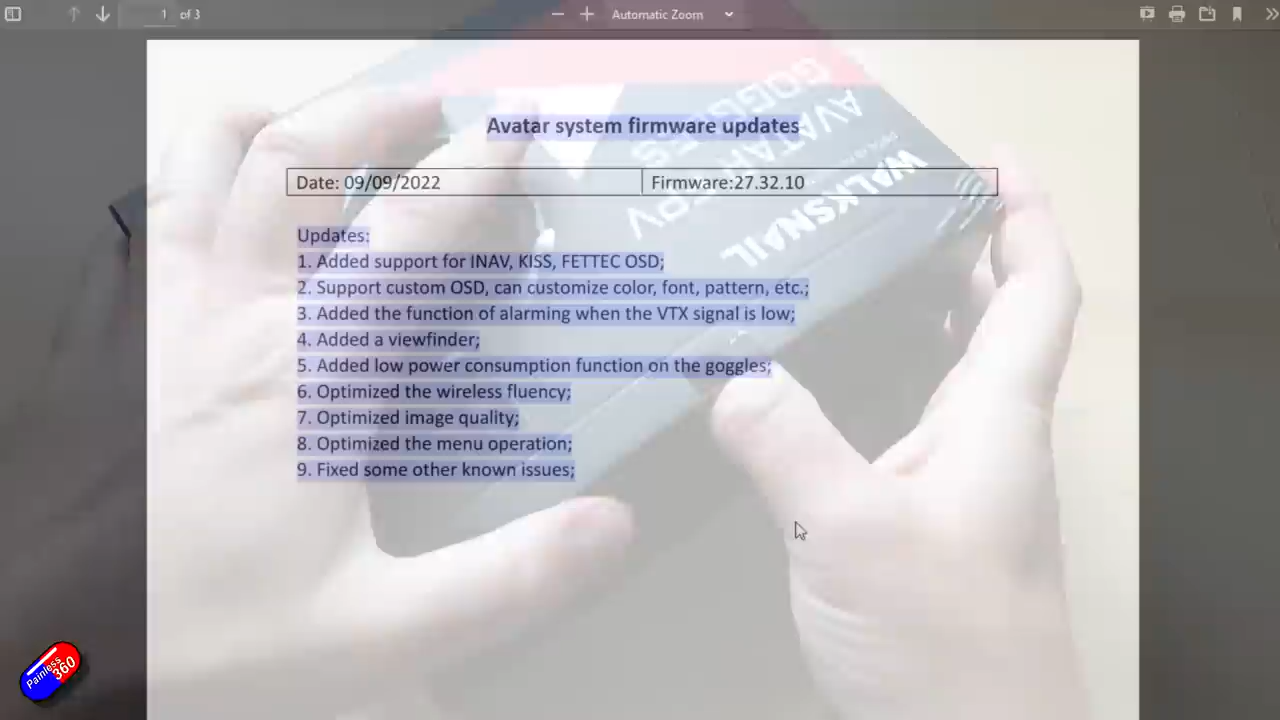 1 of 3
Automatic Zoom
Avatar system firmware updates
Date: 09/09/2022
Firmware:27.32.10
Updates:
1. Added support for INAV, KISS, FETTEC OSD;
2. Support custom OSD, can customize color, font, pattern, etc.;
3. Added the function of alarming when the VTX signal is low;
4. Added a viewfinder;
5. Added low power consumption function on the goggles;
6. Optimized the wireless fluency;
7. Optimized image quality;
8. Optimized the menu operation;
9. Fixed some other known issues;
WALKSNAIL
AVATAR FPV
GOGGLES
AVATAR
Painless
360